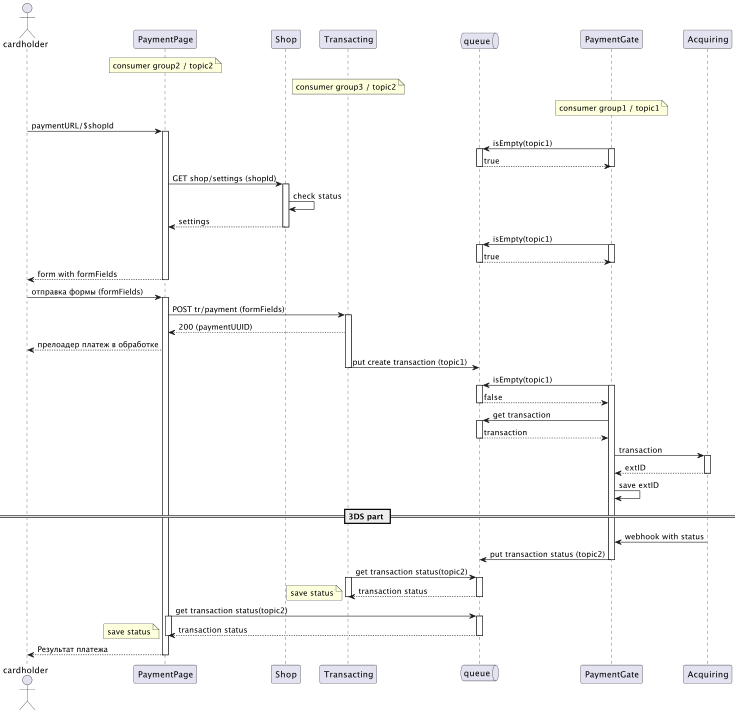 cardholder
PaymentPage
Shop
Transacting
queue
PaymentGate
Acquiring
consumer group2 / topic2
consumer group3 / topic2
consumer group1 / topic1
paymentURL/$shopId
isEmpty(topic1)
true
GET shop/settings (shopId)
check status
settings
isEmpty(topic1)
true
form with formFields
отправка формы (formFields)
POST tr/payment (formFields)
200 (paymentUUID)
прелоадер платеж в обработке
put create transaction (topic1)
isEmpty(topic1)
false
get transaction
transaction
transaction
extID
save extID
3DS part
webhook with status
put transaction status (topic2)
get transaction status(topic2)
save status
transaction status
get transaction status(topic2)
save status
transaction status
Результат платежа
cardholder
PaymentPage
Shop
Transacting
queue
PaymentGate
Acquiring